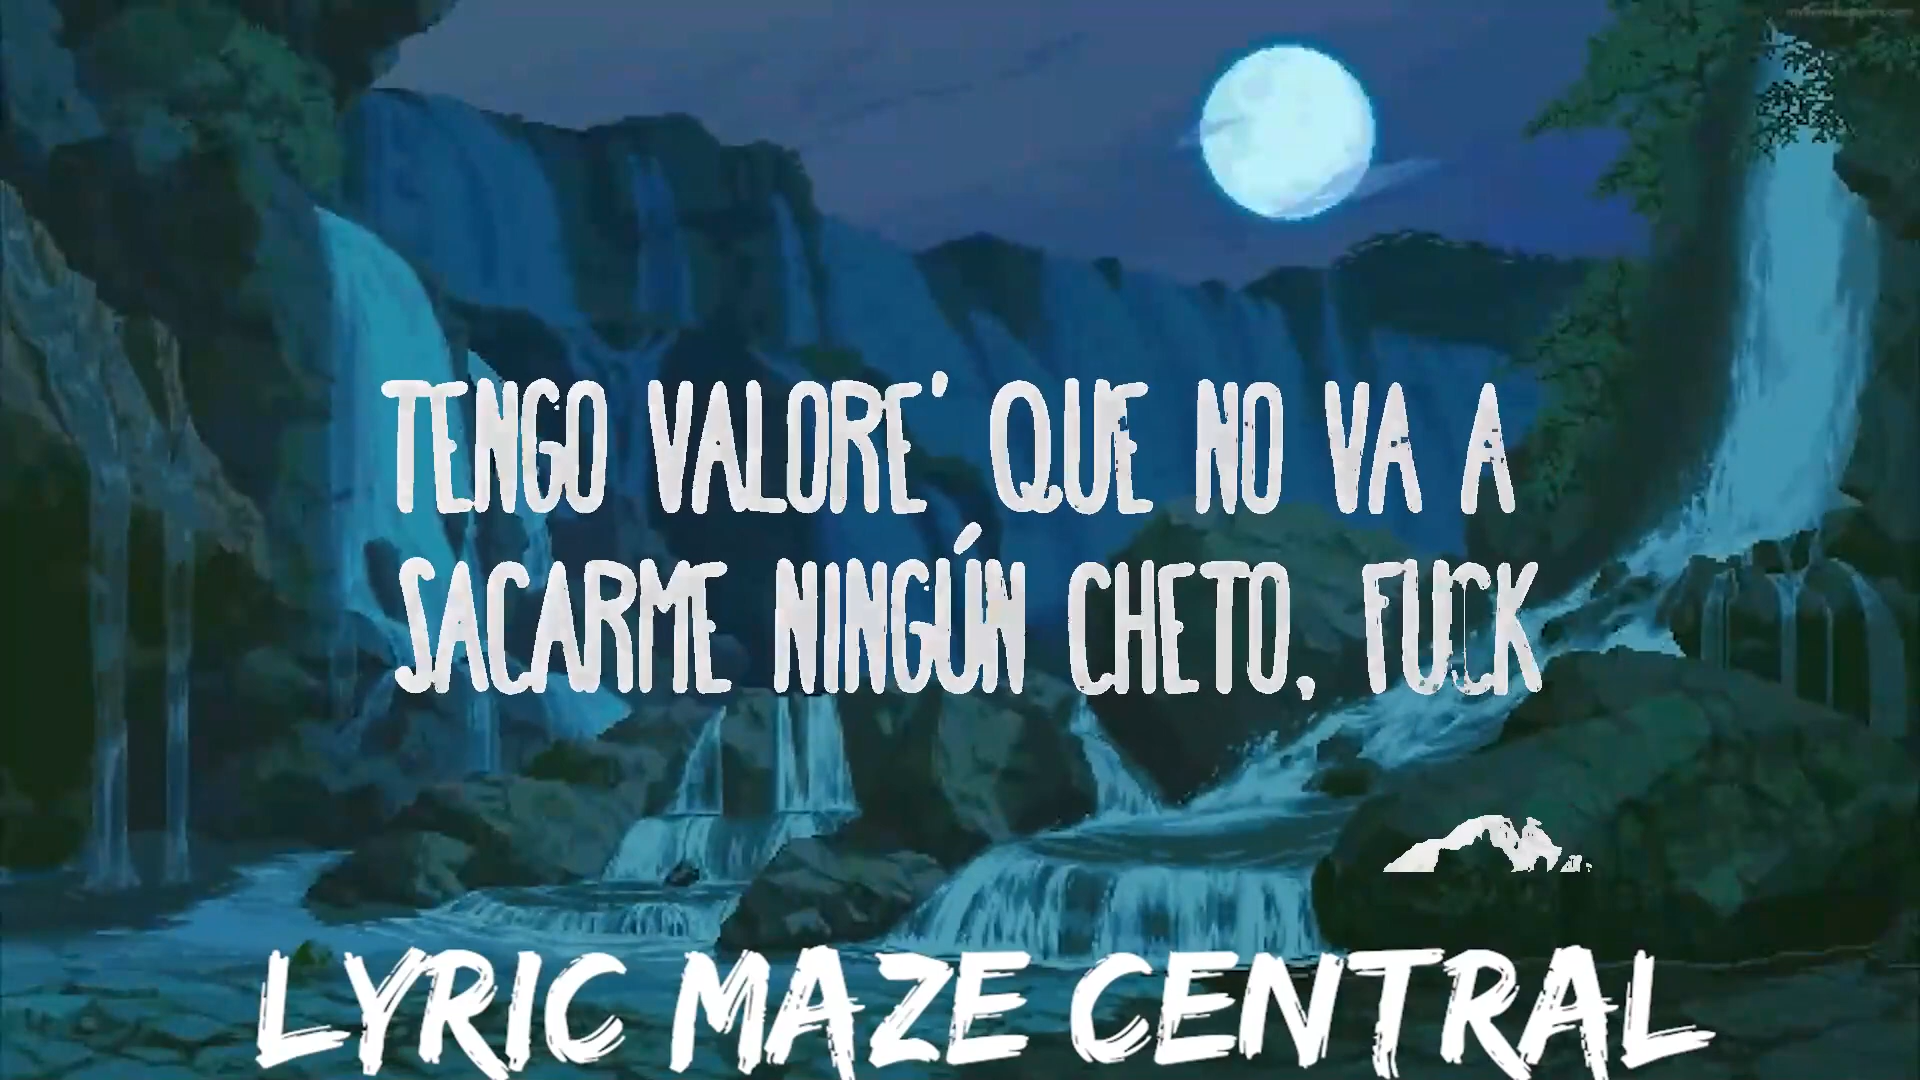 TENGO VALORE' QUE NO VA A
SACARME NINGÚN CHETO, FUCK
LYRIC MAZE CENTRAL